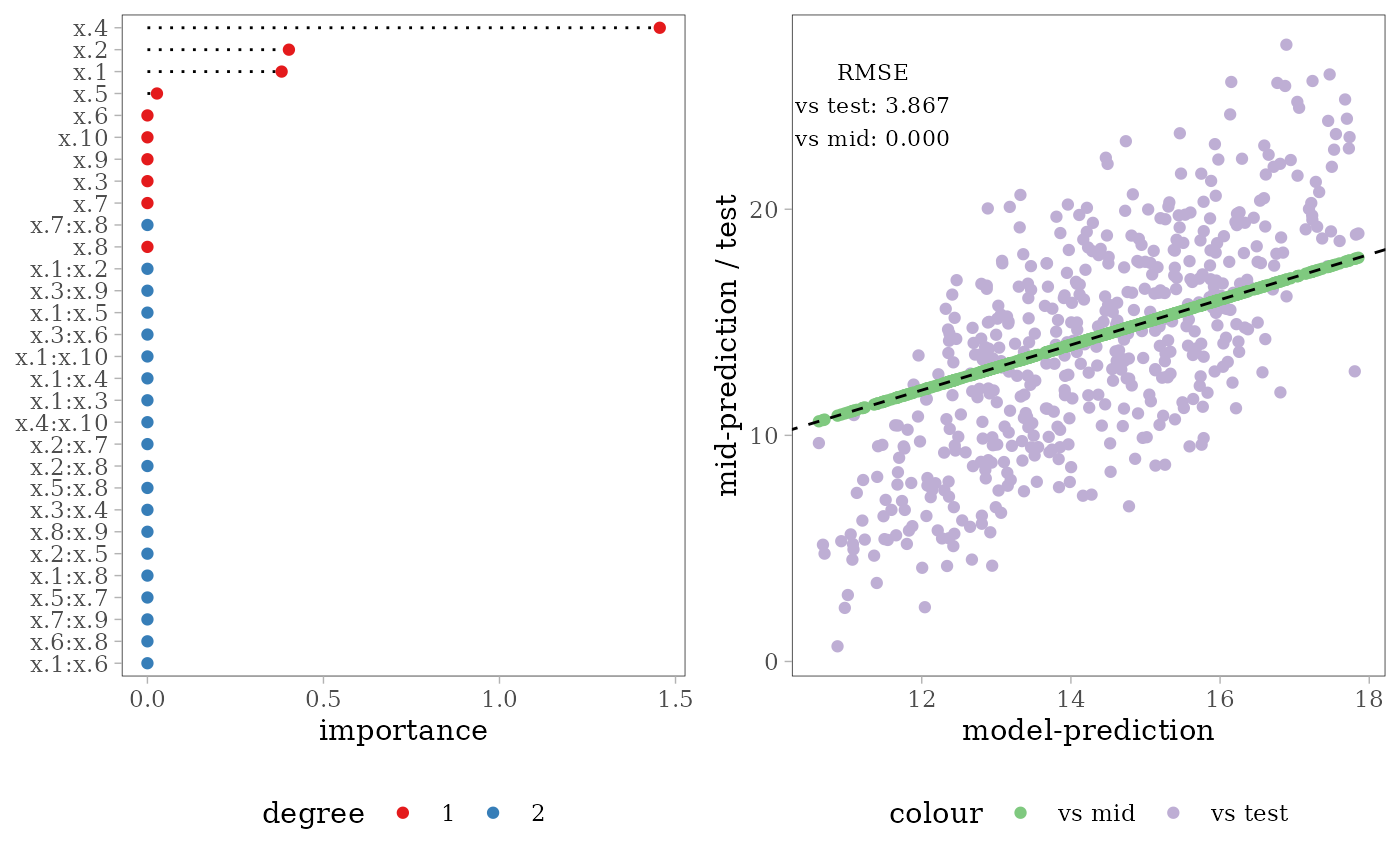 x.4
x.2
x.1
x.5
x.6
x.10
x.9
x.3
x.7
x.7:x.8
x.8
x.1:x.2
x.3:x.9
x.1:x.5
x.3:x.6
x.1:x.10
x.1:x.4
x.1:x.3
x.4:x.10
x.2:x.7
x.2:x.8
x.5:x.8
x.3:x.4
x.8:x.9
x.2:x.5
x.1:x.8
x.5:x.7
x.7:x.9
x.6:x.8
x.1:x.6
0.0 0.5 1.0 1.5
importance
degree 1 2
mid-prediction / test
20
10
0
RMSE
vs test: 3.867
vs mid: 0.000
12 14 16 18
model-prediction
colour vs mid vs test